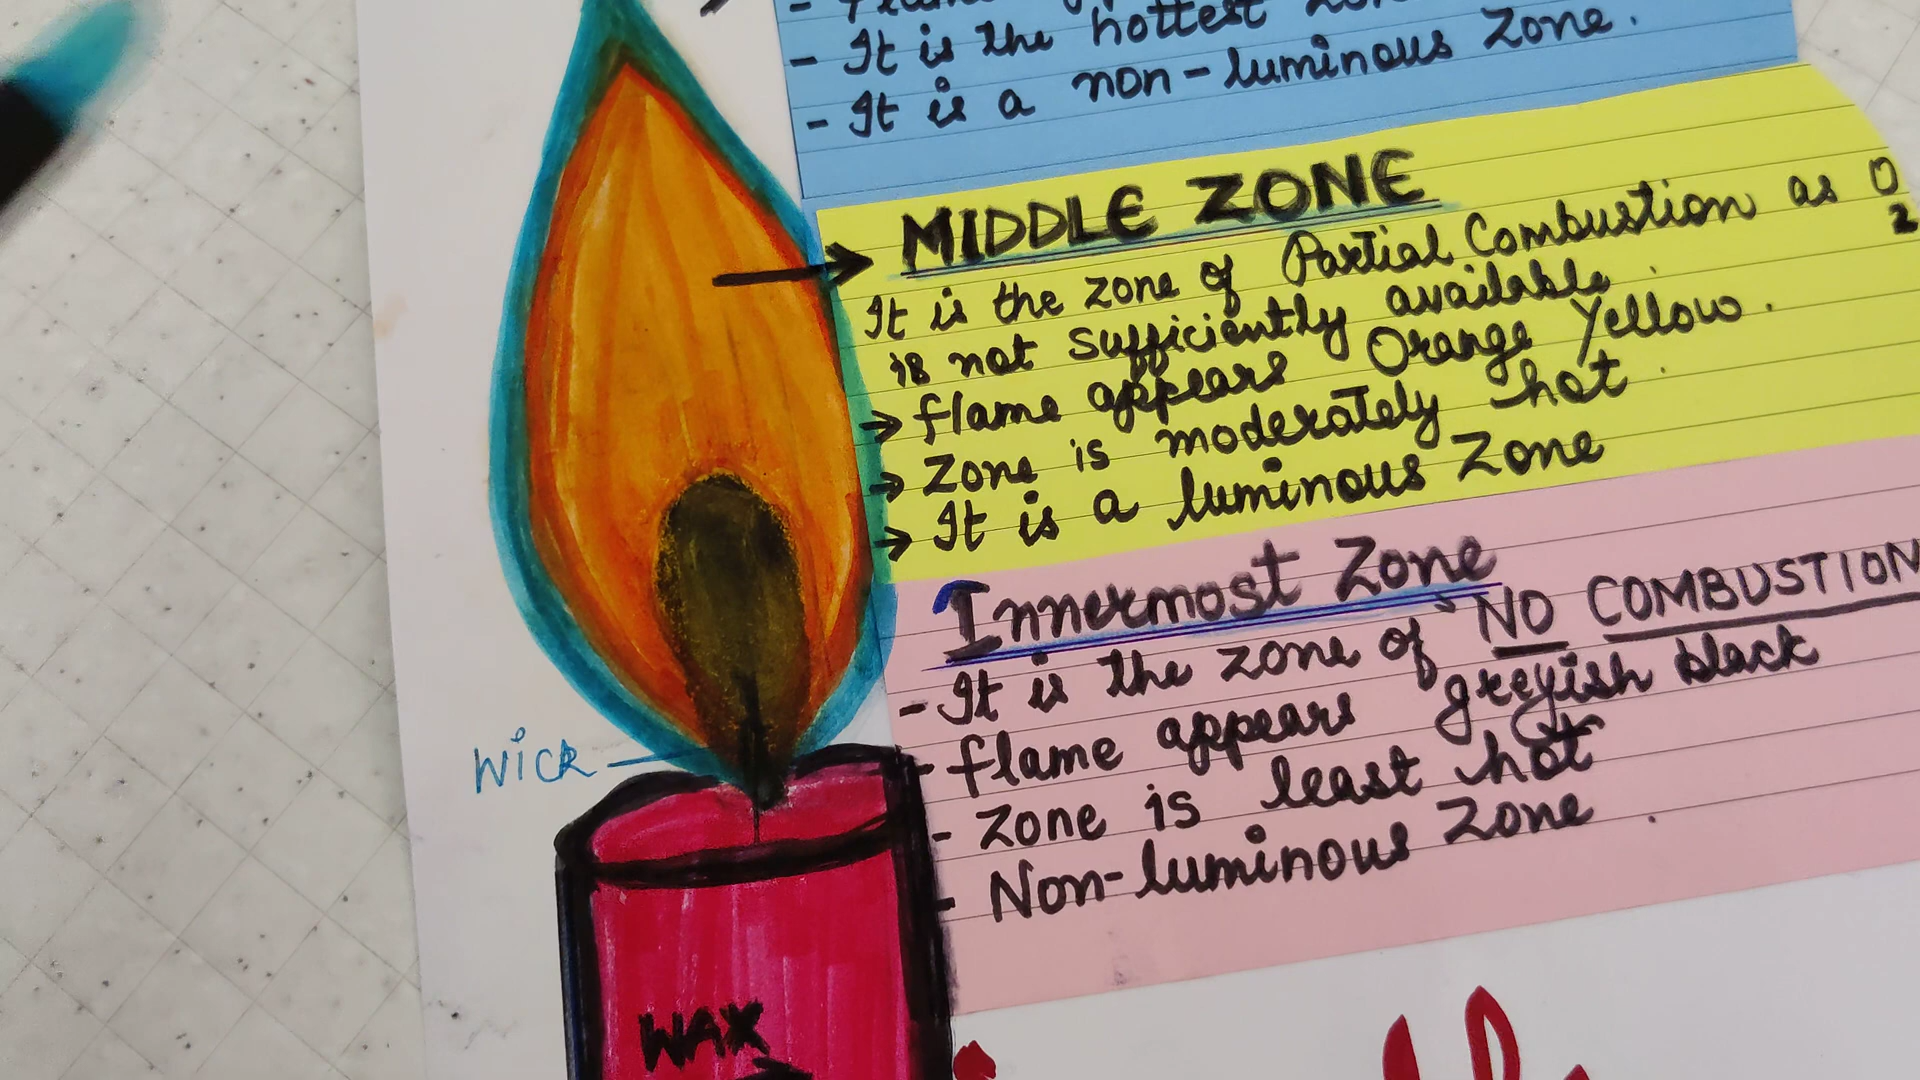 - It is the hottest
- It is a non-luminous zone.
MIDDLE ZONE
It is the zone of Partial Combustion as O2
is not sufficiently available.
→ flame appears Orange Yellow.
→ Zone is moderately hot.
→ It is a luminous Zone
Innermost Zone
- It is the zone of NO COMBUSTION
- flame appears greyish black
- Zone is least hot
- Non-luminous Zone.
Wick
WAX